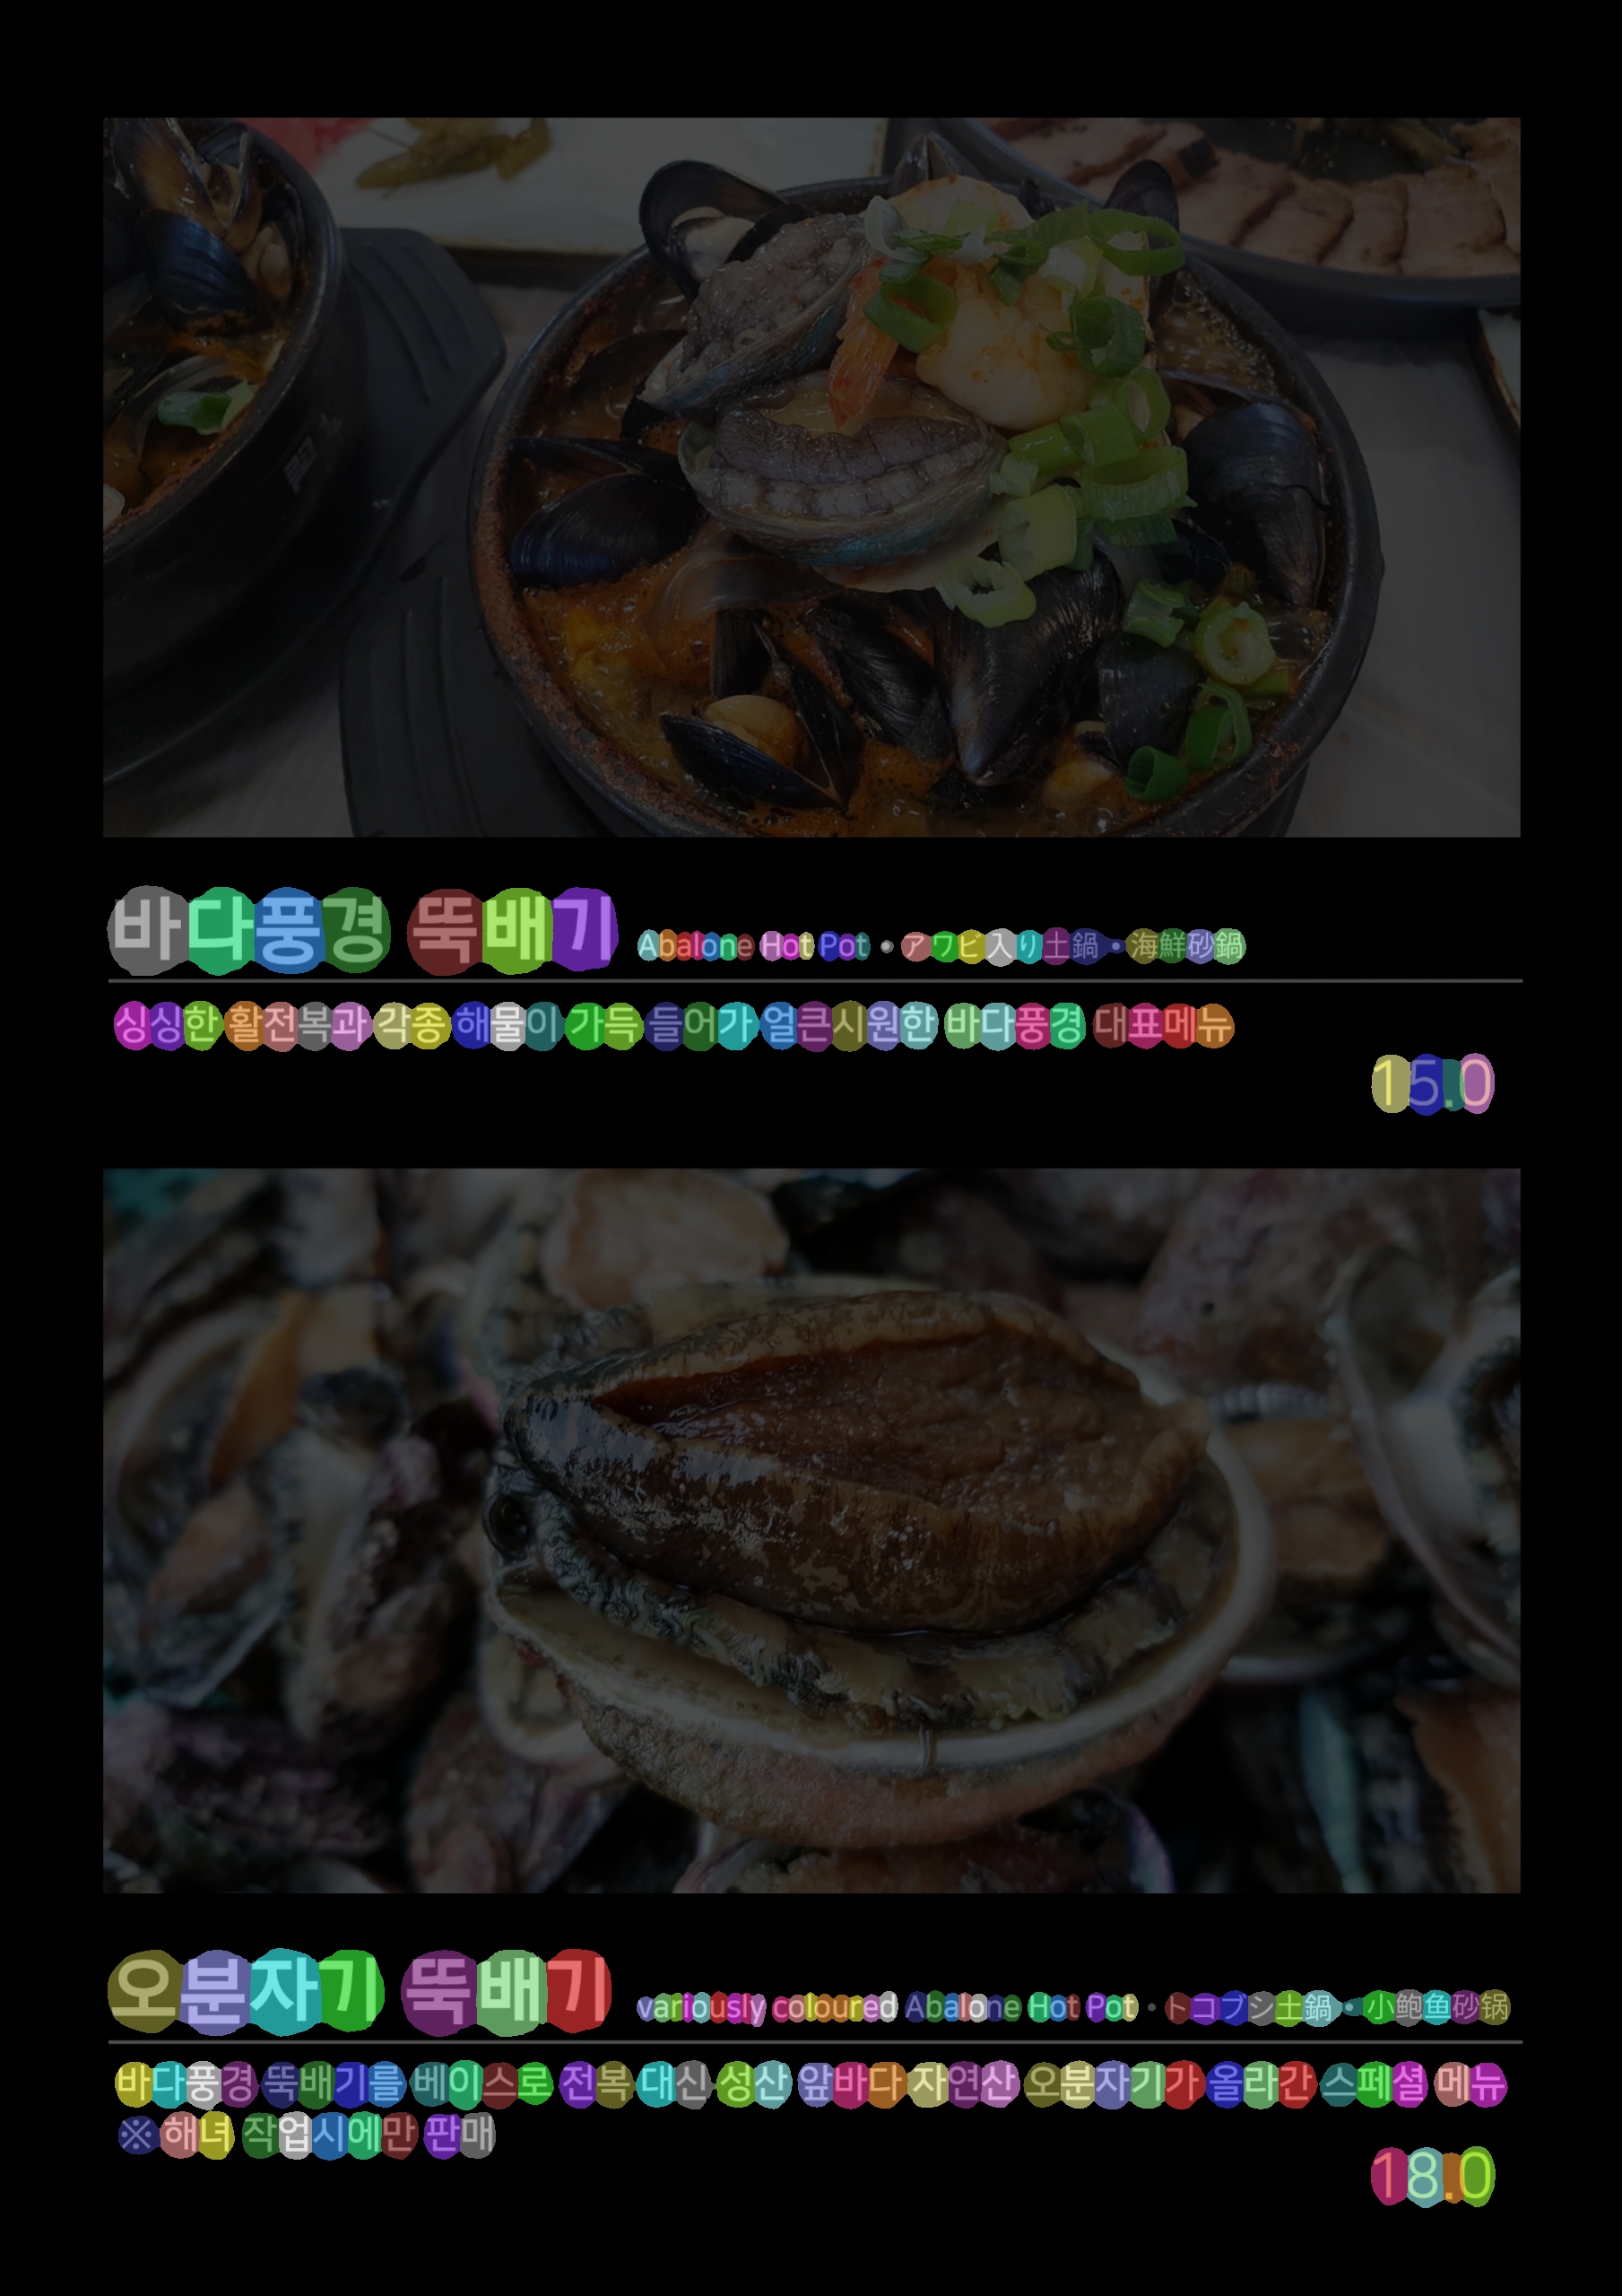 바다풍경 뚝배기 Abalone Hot Pot • アワビ入り土鍋 • 海鮮砂鍋
싱싱한 활전복과 각종 해물이 가득 들어가 얼큰시원한 바다풍경 대표메뉴
15.0
오분자기 뚝배기 variously coloured Abalone Hot Pot • トコブシ土鍋 • 小鲍鱼砂锅
바다풍경 뚝배기를 베이스로 전복 대신 성산 앞바다 자연산 오분자기가 올라간 스페셜 메뉴
※ 해녀 작업시에만 판매
18.0